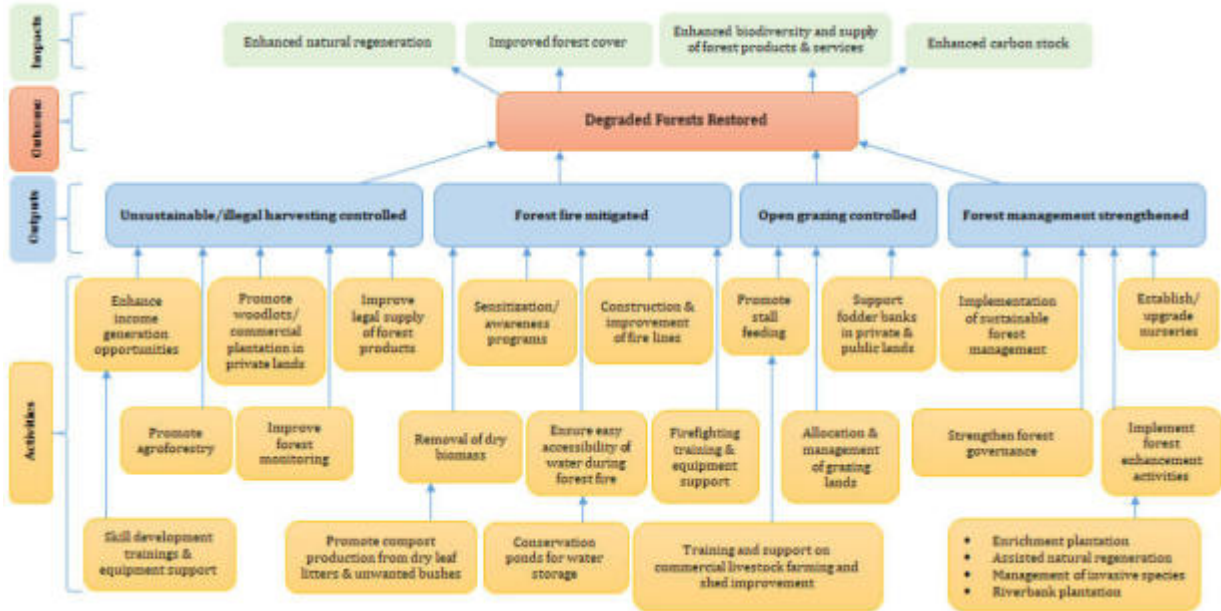 Impacts
Enhanced natural regeneration
Improved forest cover
Enhanced biodiversity and supply
of forest products & services
Enhanced carbon stock
Outcome
Degraded Forests Restored
Outputs
Unsustainable/illegal harvesting controlled
Forest fire mitigated
Open grazing controlled
Forest management strengthened
Activities
Enhance
income
generation
opportunities
Promote
woodlots/
commercial
plantation in
private lands
Improve
legal supply
of forest
products
Sensitization/
awareness
programs
Construction &
improvement
of fire lines
Promote
stall
feeding
Support
fodder banks
in private &
public lands
Implementation
of sustainable
forest
management
Establish/
upgrade
nurseries
Promote
agroforestry
Improve
forest
monitoring
Removal of dry
biomass
Ensure easy
accessibility of
water during
forest fire
Firefighting
training &
equipment
support
Allocation &
management
of grazing
lands
Strengthen forest
governance
Implement
forest
enhancement
activities
Skill development
trainings &
equipment support
Promote compost
production from dry leaf
litters & unwanted bushes
Conservation
ponds for water
storage
Training and support on
commercial livestock farming and
shed improvement
• Enrichment plantation
• Assisted natural regeneration
• Management of invasive species
• Riverbank plantation